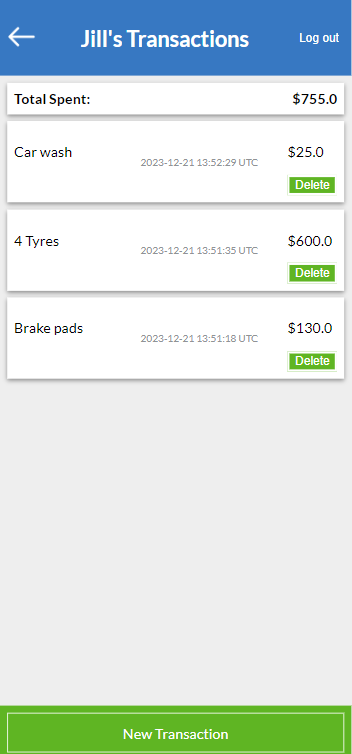 Jill's Transactions
Log out
Total Spent: $755.0
Car wash 2023-12-21 13:52:29 UTC $25.0
Delete
4 Tyres 2023-12-21 13:51:35 UTC $600.0
Delete
Brake pads 2023-12-21 13:51:18 UTC $130.0
Delete
New Transaction